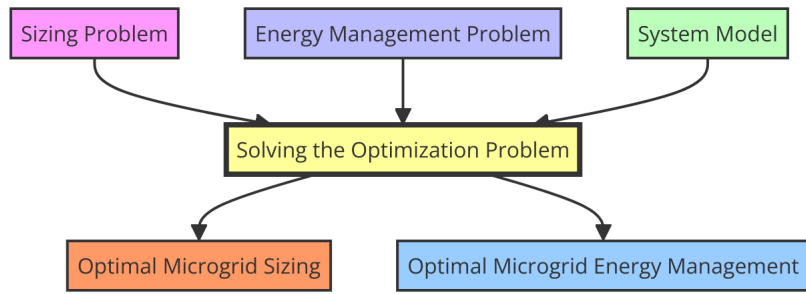 Sizing Problem
Energy Management Problem
System Model
Solving the Optimization Problem
Optimal Microgrid Sizing
Optimal Microgrid Energy Management